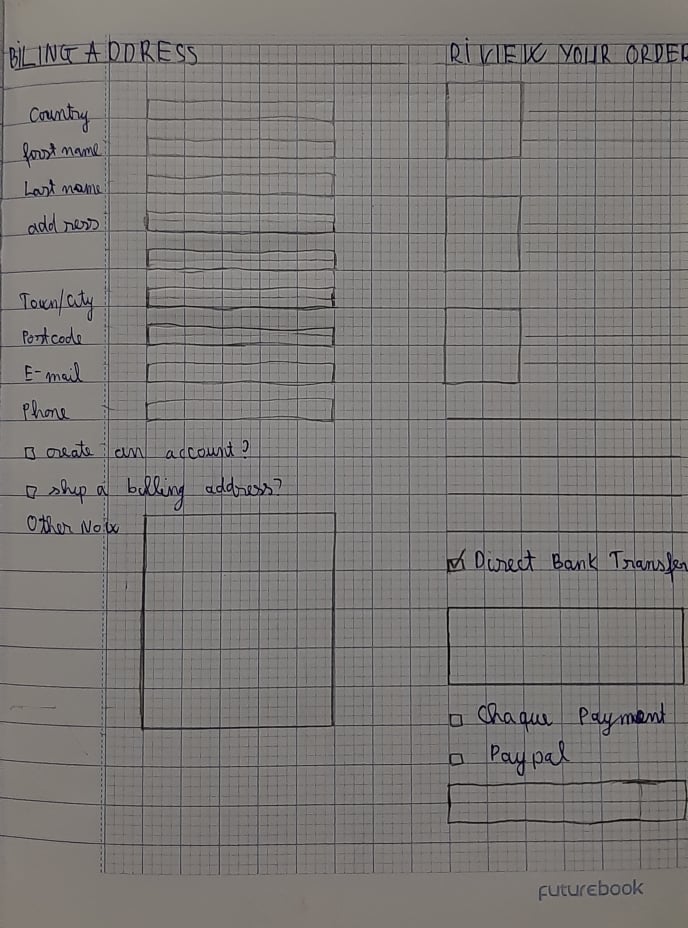 BILING ADDRESS
Country
first name
Last name
address
Town/City
Postcode
E-mail
Phone
create an account?
ship a billing address?
Other Note
RIVIEW YOUR ORDER
Direct Bank Transfer
Chaque Payment
Paypal
futurebook